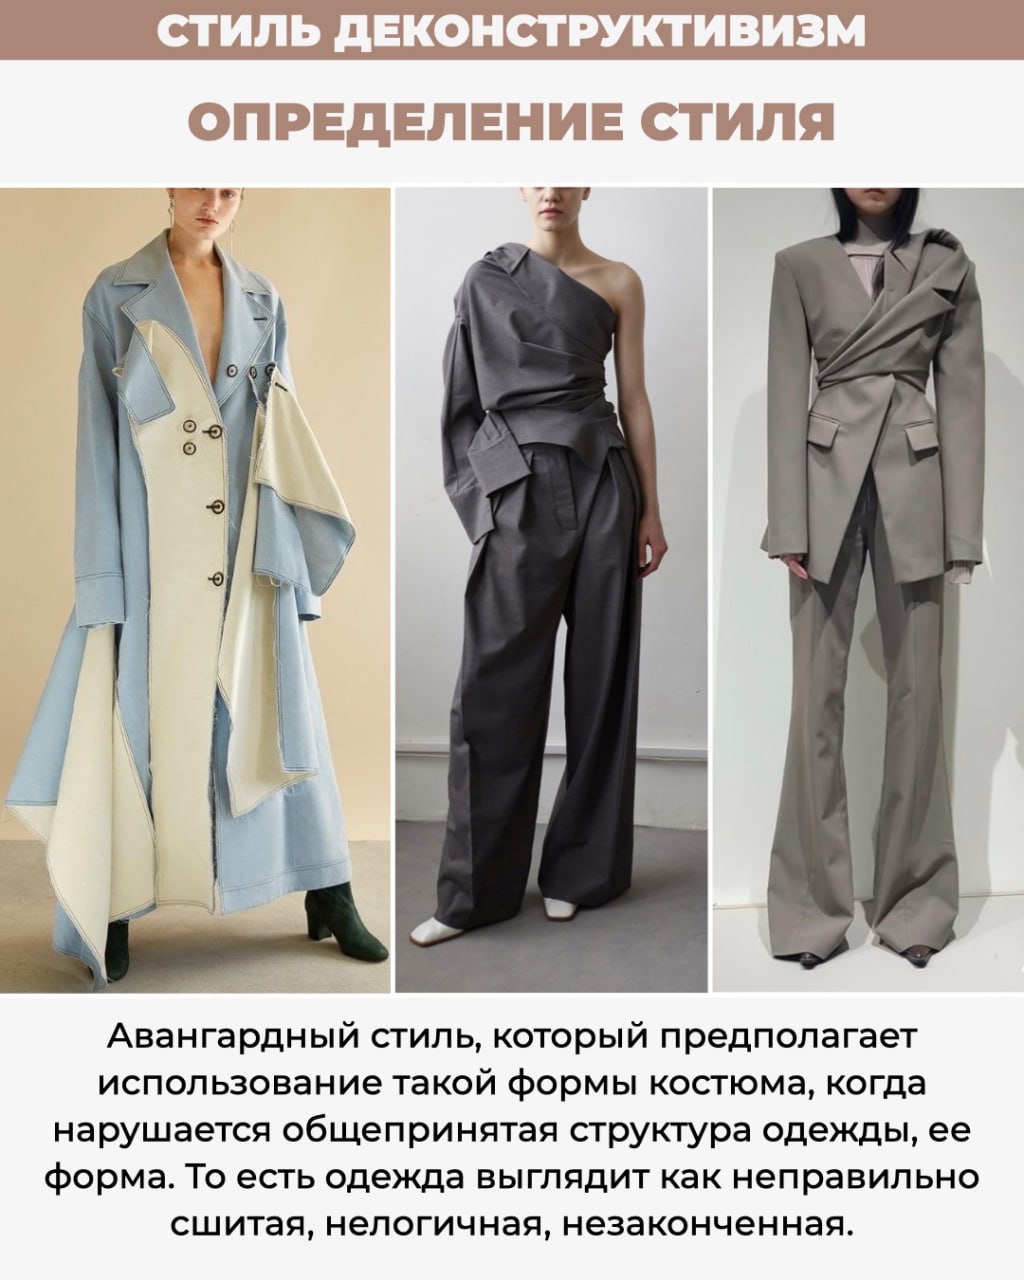 СТИЛЬ ДЕКОНСТРУКТИВИЗМ
ОПРЕДЕЛЕНИЕ СТИЛЯ
Авангардный стиль, который предполагает
использование такой формы костюма, когда
нарушается общепринятая структура одежды, ее
форма. То есть одежда выглядит как неправильно
сшитая, нелогичная, незаконченная.